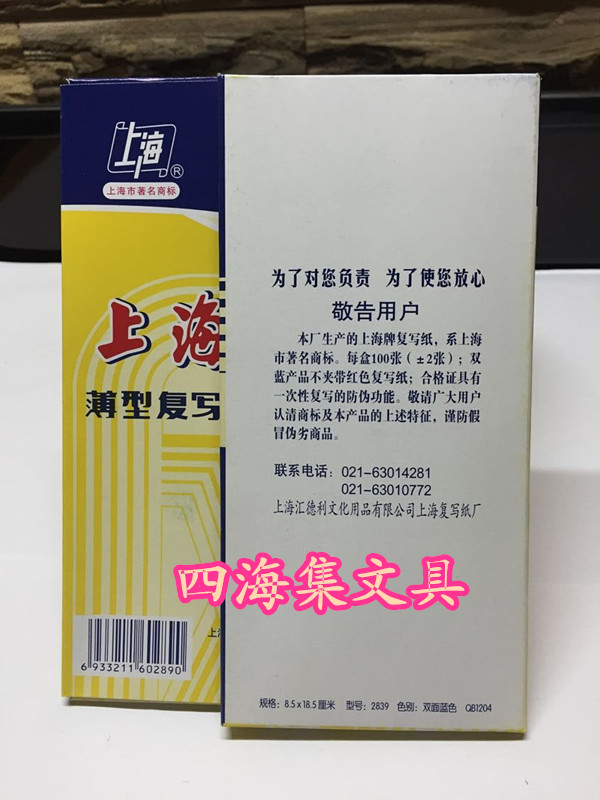 上海
®
上海市著名商标
上海
薄型复写
6 933211 602890
上海
为了对您负责 为了使您放心
敬告用户
本厂生产的上海牌复写纸，系上海
市著名商标。每盒100张（±2张）；双
蓝产品不夹带红色复写纸；合格证具有
一次性复写的防伪功能。敬请广大用户
认清商标及本产品的上述特征，谨防假
冒伪劣商品。
联系电话：021-63014281
021-63010772
上海汇德利文化用品有限公司上海复写纸厂
四海集文具
规格：8.5x18.5厘米 型号：2839 色别：双面蓝色 QB1204